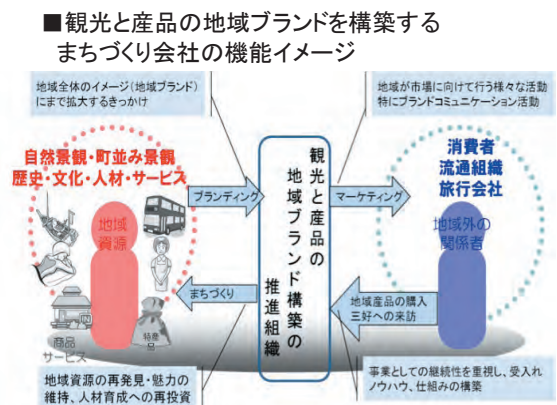 ■観光と産品の地域ブランドを構築する
まちづくり会社の機能イメージ
地域全体のイメージ(地域ブランド)
にまで拡大するきっかけ
地域が市場に向けて行う様々な活動
特にブランドコミュニケーション活動
自然景観・町並み景観
歴史・文化・人材・サービス
消費者
流通組織
旅行会社
ブランディング
観光と産品の
地域ブランド構築の
推進組織
マーケティング
地域
資源
地域外の
関係者
まちづくり
地域産品の購入
三好への来訪
特産
品
商品
サービス
地域資源の再発見・魅力の
維持、人材育成への再投資
事業としての継続性を重視し、受入れ
ノウハウ、仕組みの構築